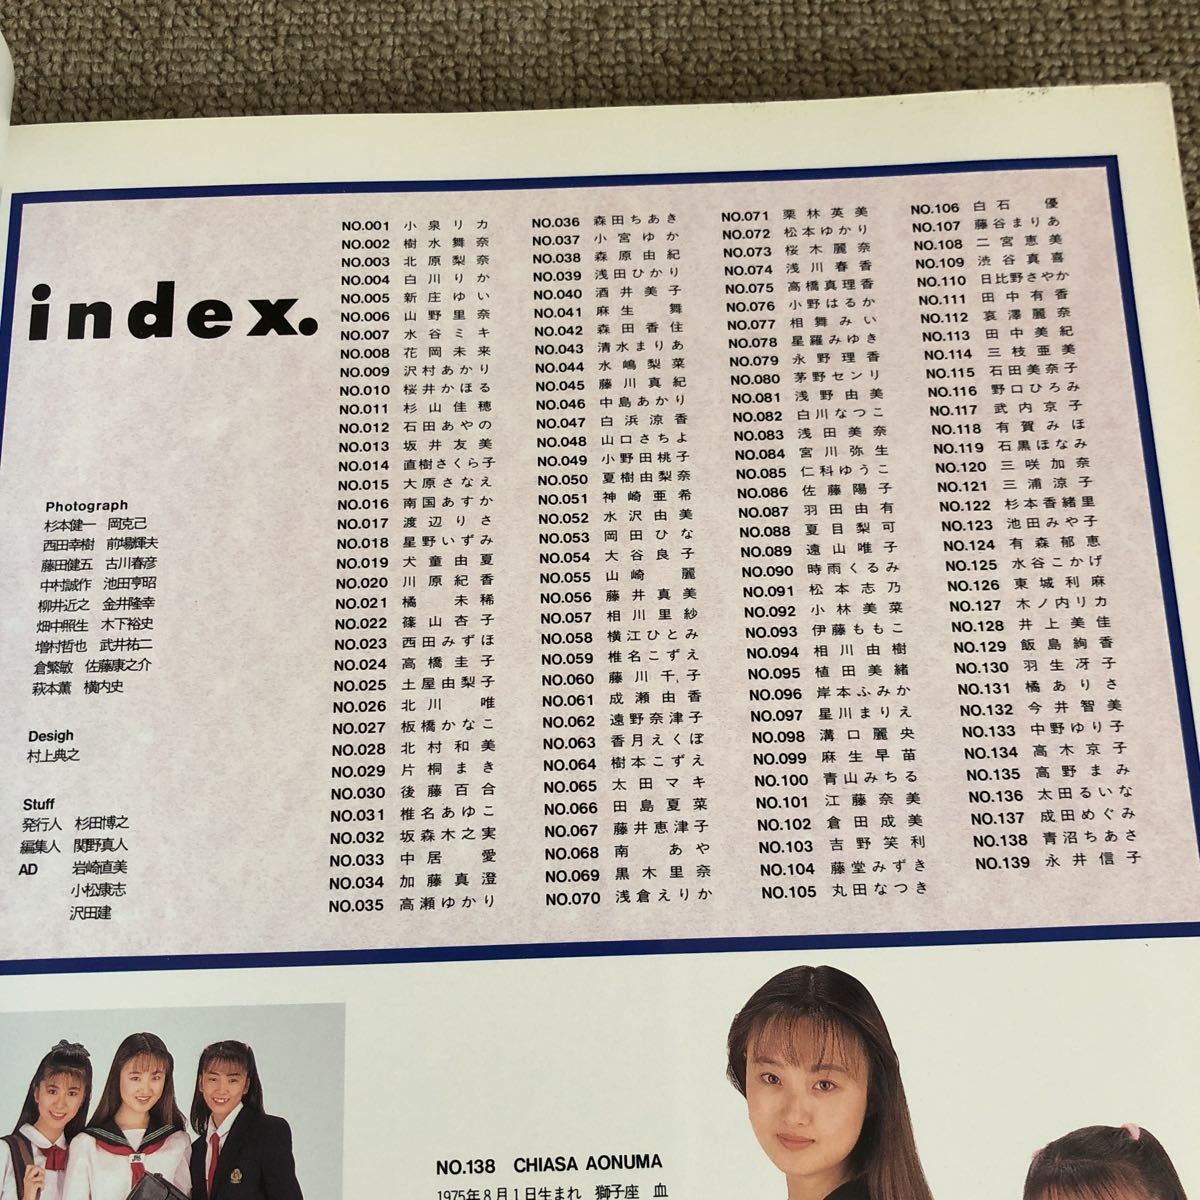 index.
Photograph
杉本健一 岡克己
西田幸樹 前場輝夫
藤田健五 古川春彦
中村誠作 池田亨昭
柳井近之 金井隆幸
畑中照生 木下裕史
増村哲也 武井祐二
倉繁敏 佐藤康之介
萩本薫 横内史
Desigh
村上典之
Stuff
発行人 杉田博之
編集人 関野真人
AD 岩崎直美
小松康志
沢田建
NO.001 小泉リカ
NO.002 樹水舞奈
NO.003 北原梨奈
NO.004 白川りか
NO.005 新庄ゆい
NO.006 山野里奈
NO.007 水谷ミキ
NO.008 花岡未来
NO.009 沢村あかり
NO.010 桜井かほる
NO.011 杉山佳穂
NO.012 石田あやの
NO.013 坂井友美
NO.014 直樹さくら子
NO.015 大原さなえ
NO.016 南国あすか
NO.017 渡辺りさ
NO.018 星野いずみ
NO.019 犬童由夏
NO.020 川原紀香
NO.021 橘未稀
NO.022 篠山杏子
NO.023 西田みずほ
NO.024 高橋圭子
NO.025 土屋由梨子
NO.026 北川唯
NO.027 板橋かなこ
NO.028 北村和美
NO.029 片桐まき
NO.030 後藤百合
NO.031 椎名あゆこ
NO.032 坂森木之実
NO.033 中居愛
NO.034 加藤真澄
NO.035 高瀬ゆかり
NO.036 森田ちあき
NO.037 小宮ゆか
NO.038 森原由紀
NO.039 浅田ひかり
NO.040 酒井美子
NO.041 麻生舞
NO.042 森田香住
NO.043 清水まりあ
NO.044 水嶋梨菜
NO.045 藤川真紀
NO.046 中島あかり
NO.047 白浜涼香
NO.048 山口さちよ
NO.049 小野田桃子
NO.050 夏樹由梨奈
NO.051 神崎亜希
NO.052 水沢由美
NO.053 岡田ひな
NO.054 大谷良子
NO.055 山崎麗
NO.056 藤井真美
NO.057 相川里紗
NO.058 横江ひとみ
NO.059 椎名こずえ
NO.060 藤川千,子
NO.061 成瀬由香
NO.062 遠野奈津子
NO.063 香月えくぼ
NO.064 樹本こずえ
NO.065 太田マキ
NO.066 田島夏菜
NO.067 藤井恵津子
NO.068 南あや
NO.069 黒木里奈
NO.070 浅倉えりか
NO.071 栗林英美
NO.072 松本ゆかり
NO.073 桜木麗奈
NO.074 浅川春香
NO.075 高橋真理香
NO.076 小野はるか
NO.077 相舞みい
NO.078 星羅みゆき
NO.079 永野理香
NO.080 茅野センリ
NO.081 浅野由美
NO.082 白川なつこ
NO.083 浅田美奈
NO.084 宮川弥生
NO.085 仁科ゆうこ
NO.086 佐藤陽子
NO.087 羽田由有
NO.088 夏目梨可
NO.089 遠山唯子
NO.090 時雨くるみ
NO.091 松本志乃
NO.092 小林美菜
NO.093 伊藤ももこ
NO.094 相川由樹
NO.095 植田美緒
NO.096 岸本ふみか
NO.097 星川まりえ
NO.098 溝口麗央
NO.099 麻生早苗
NO.100 青山みちる
NO.101 江藤奈美
NO.102 倉田成美
NO.103 吉野笑利
NO.104 藤堂みずき
NO.105 丸田なつき
NO.106 白石優
NO.107 藤谷まりあ
NO.108 二宮恵美
NO.109 渋谷真喜
NO.110 日比野さやか
NO.111 田中有香
NO.112 哀澤麗奈
NO.113 田中美紀
NO.114 三枝亜美
NO.115 石田美奈子
NO.116 野口ひろみ
NO.117 武内京子
NO.118 有賀みほ
NO.119 石黒ほなみ
NO.120 三咲加奈
NO.121 三浦涼子
NO.122 杉本香緒里
NO.123 池田みや子
NO.124 有森郁恵
NO.125 水谷こかげ
NO.126 東城利麻
NO.127 木ノ内リカ
NO.128 井上美佳
NO.129 飯島絢香
NO.130 羽生冴子
NO.131 橘ありさ
NO.132 今井智美
NO.133 中野ゆり子
NO.134 高木京子
NO.135 高野まみ
NO.136 太田るいな
NO.137 成田めぐみ
NO.138 青沼ちあさ
NO.139 永井信子
NO.138 CHIASA AONUMA
1975年8月1日生まれ 獅子座 血